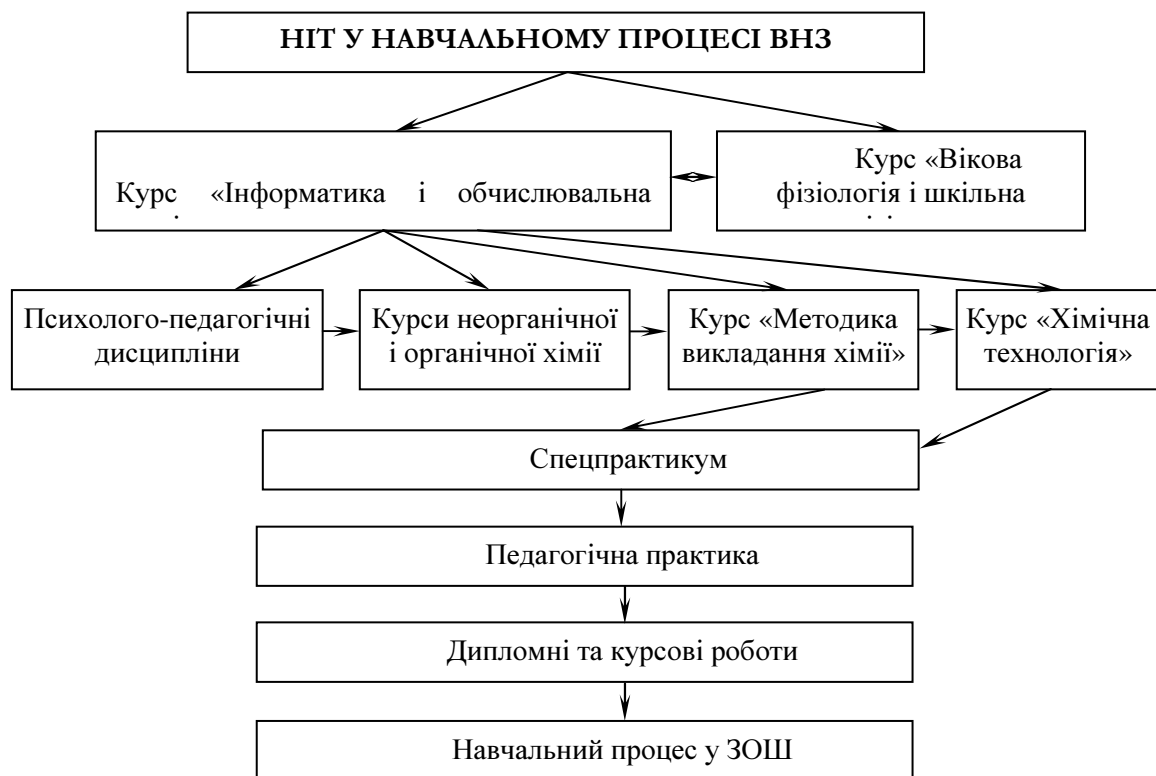 НІТ У НАВЧАЛЬНОМУ ПРОЦЕСІ ВНЗ
Курс «Інформатика і обчислювальна
Курс «Вікова
фізіологія і шкільна
Психолого-педагогічні
дисципліни
Курси неорганічної
і органічної хімії
Курс «Методика
викладання хімії»
Курс «Хімічна
технологія»
Спецпрактикум
Педагогічна практика
Дипломні та курсові роботи
Навчальний процес у ЗОШ